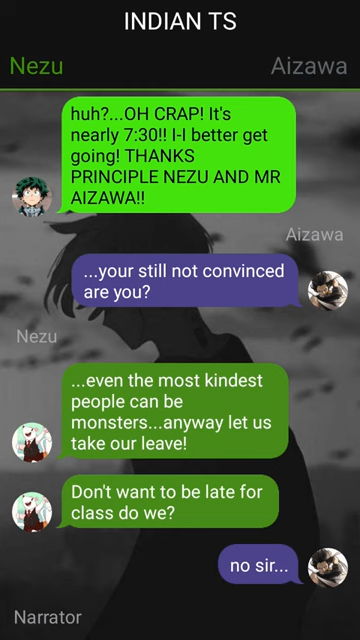 INDIAN TS
Nezu
Aizawa
huh?...OH CRAP! It's
nearly 7:30!! I-I better get
going! THANKS
PRINCIPLE NEZU AND MR
AIZAWA!!
Aizawa
...your still not convinced
are you?
Nezu
...even the most kindest
people can be
monsters...anyway let us
take our leave!
Don't want to be late for
class do we?
no sir...
Narrator